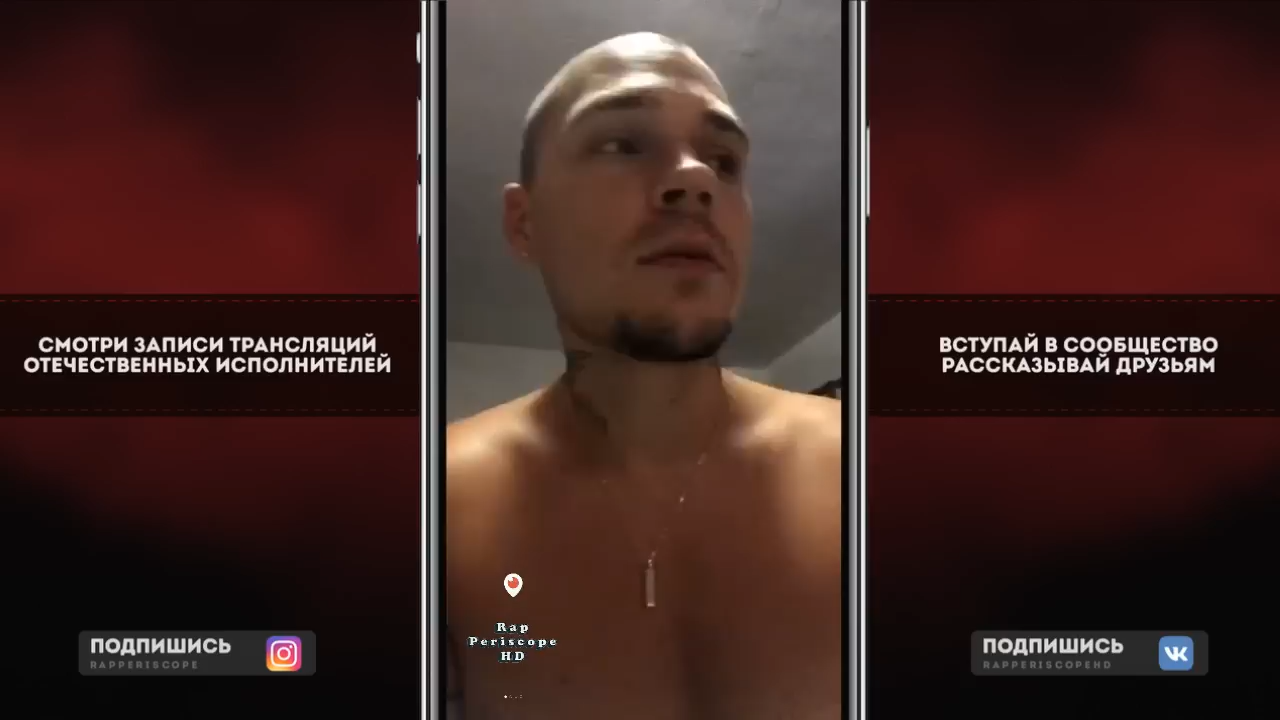 СМОТРИ ЗАПИСИ ТРАНСЛЯЦИЙ
ОТЕЧЕСТВЕННЫХ ИСПОЛНИТЕЛЕЙ
ВСТУПАЙ В СООБЩЕСТВО
РАССКАЗЫВАЙ ДРУЗЬЯМ
Rap
Periscope
HD
ПОДПИШИСЬ
RAPPERISCOPE
ПОДПИШИСЬ
RAPPERISCOPEHD